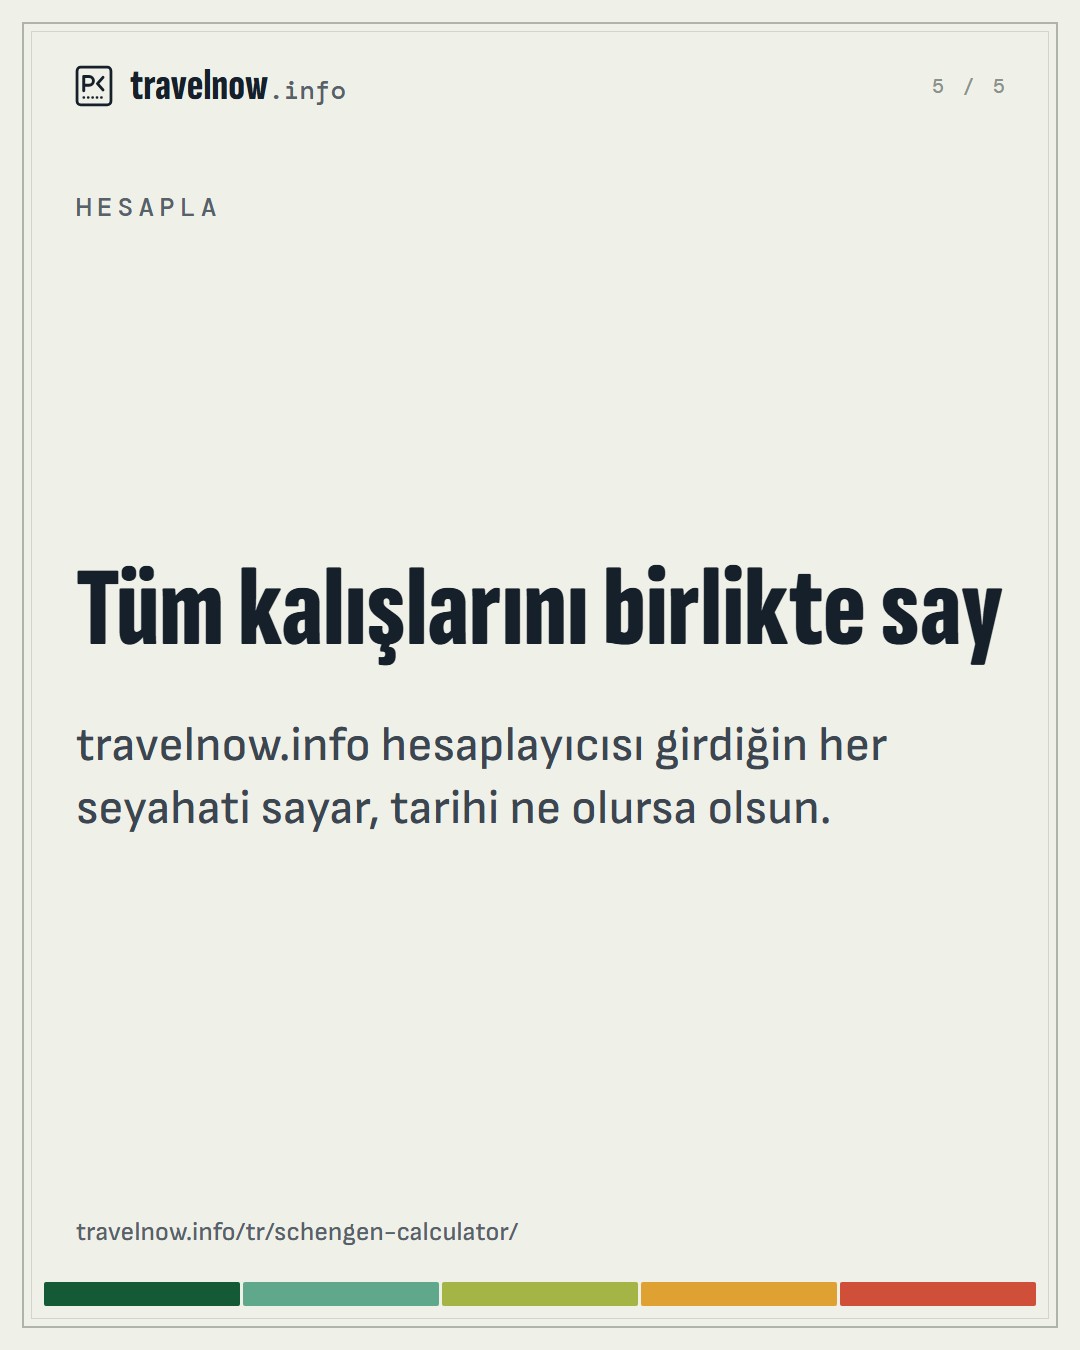 travelnow.info
5 / 5
HESAPLA
Tüm kalışlarını birlikte say
travelnow.info hesaplayıcısı girdiğin her
seyahati sayar, tarihi ne olursa olsun.
travelnow.info/tr/schengen-calculator/